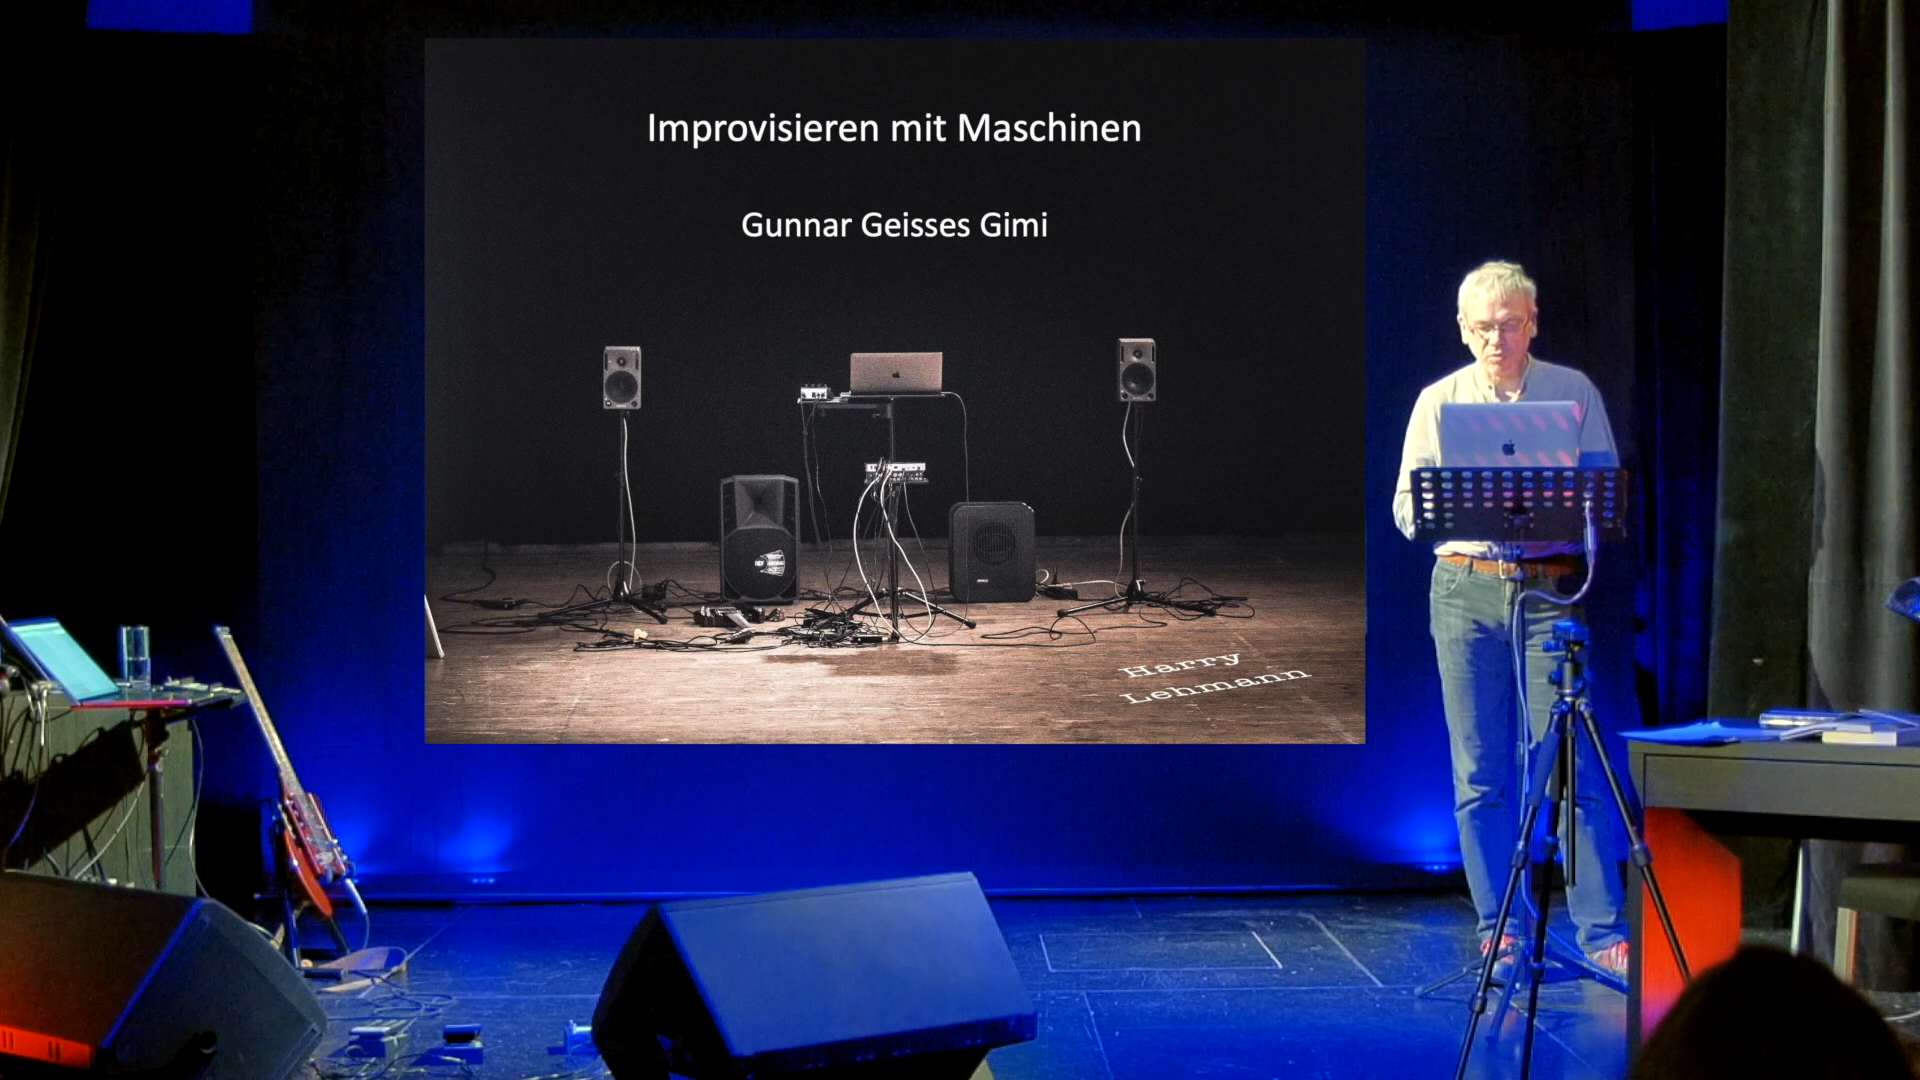 Improvisieren mit Maschinen
Gunnar Geisses Gimi
Harry
Lehmann